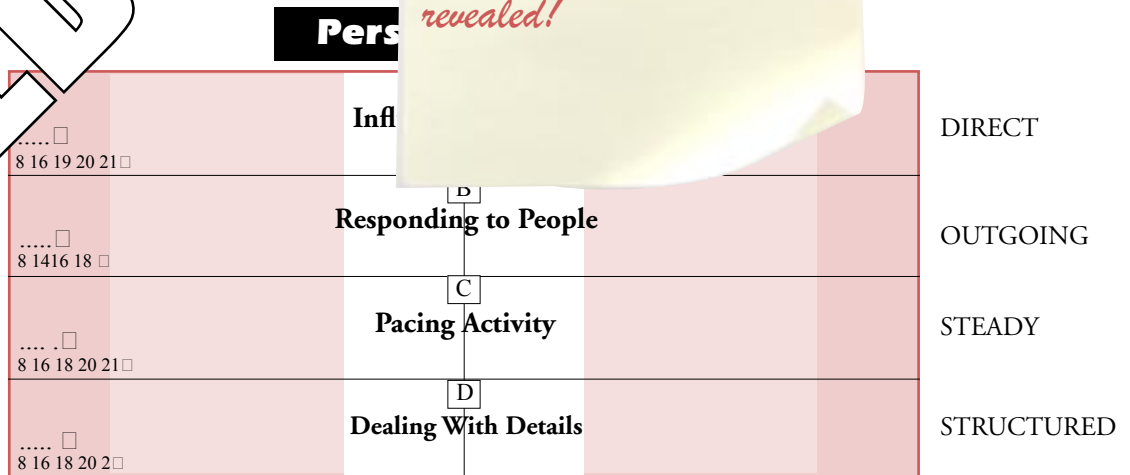 revealed!
Pers
Infl
DIRECT
.....□
8 16 19 20 21□
B
Responding to People
OUTGOING
.....□
8 1416 18 □
C
Pacing Activity
STEADY
.... .□
8 16 18 20 21□
D
Dealing With Details
STRUCTURED
..... □
8 16 18 20 2□